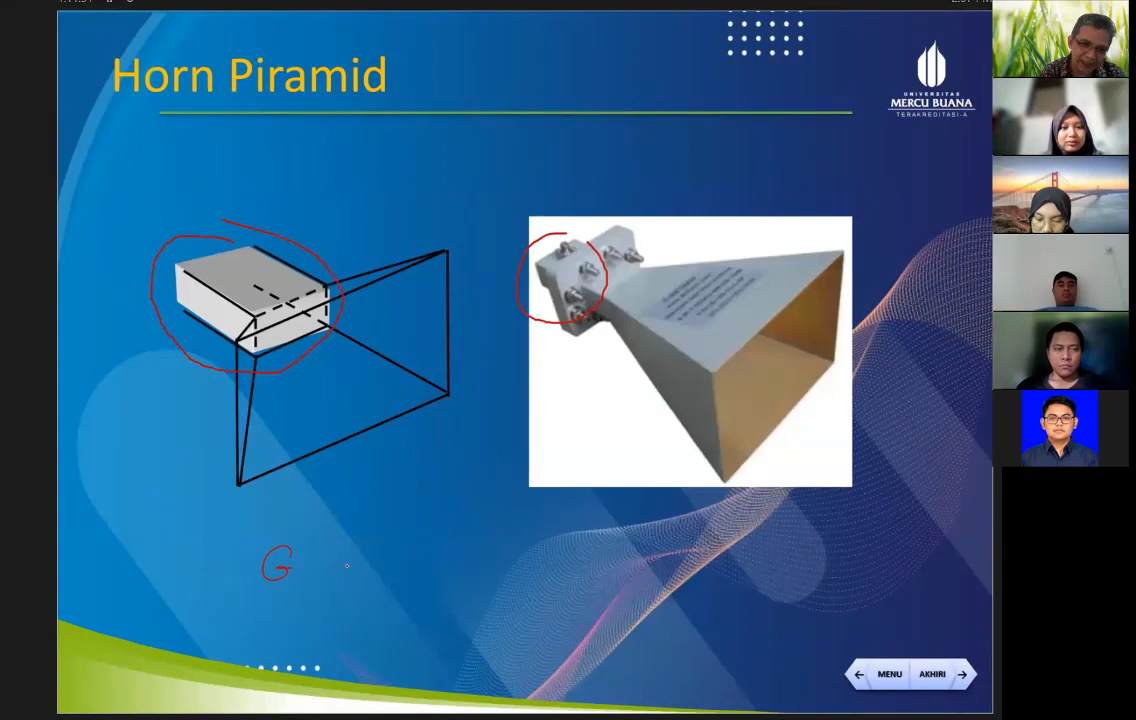 Horn Piramid
UNIVERSITAS
MERCU BUANA
TERAKREDITASI-A
G
MENU
AKHIRI